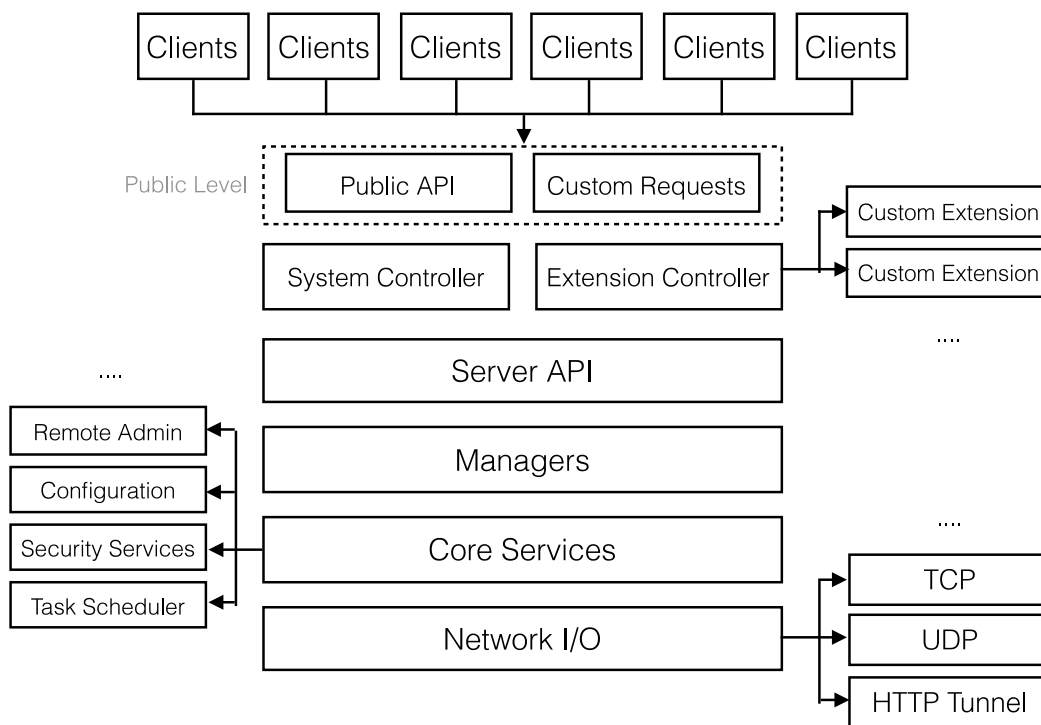 Clients
Clients
Clients
Clients
Clients
Clients
Public Level
Public API
Custom Requests
Custom Extension
System Controller
Extension Controller
Custom Extension
....
Server API
....
Remote Admin
Managers
Configuration
....
Security Services
Core Services
TCP
Task Scheduler
Network I/O
UDP
HTTP Tunnel